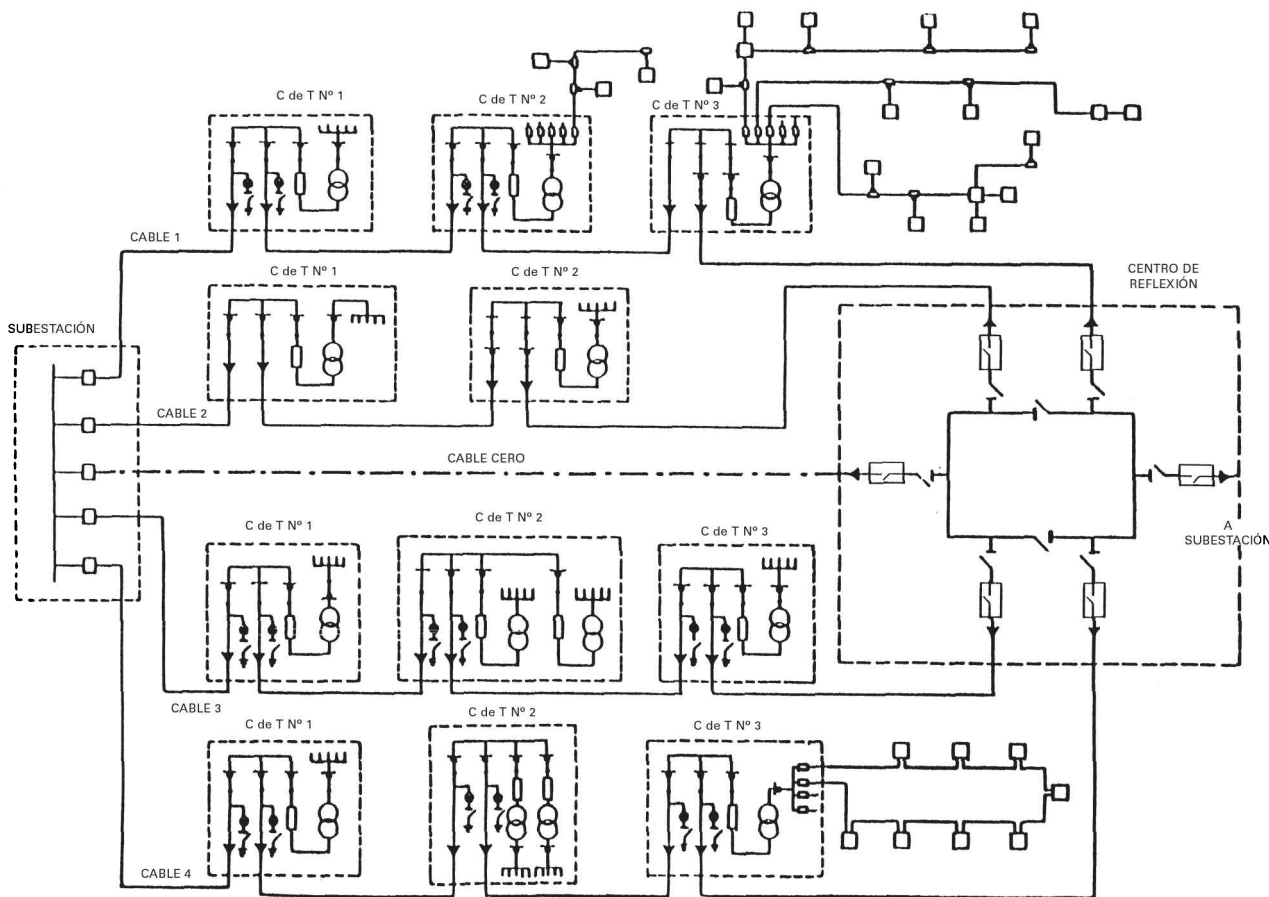 C de T Nº 1
C de T Nº 2
C de T Nº 3
CABLE 1
C de T Nº 1
C de T Nº 2
CENTRO DE
REFLEXIÓN
SUBESTACIÓN
CABLE 2
CABLE CERO
C de T Nº 1
C de T Nº 2
C de T Nº 3
A
SUBESTACIÓN
CABLE 3
C de T Nº 1
C de T Nº 2
C de T Nº 3
CABLE 4